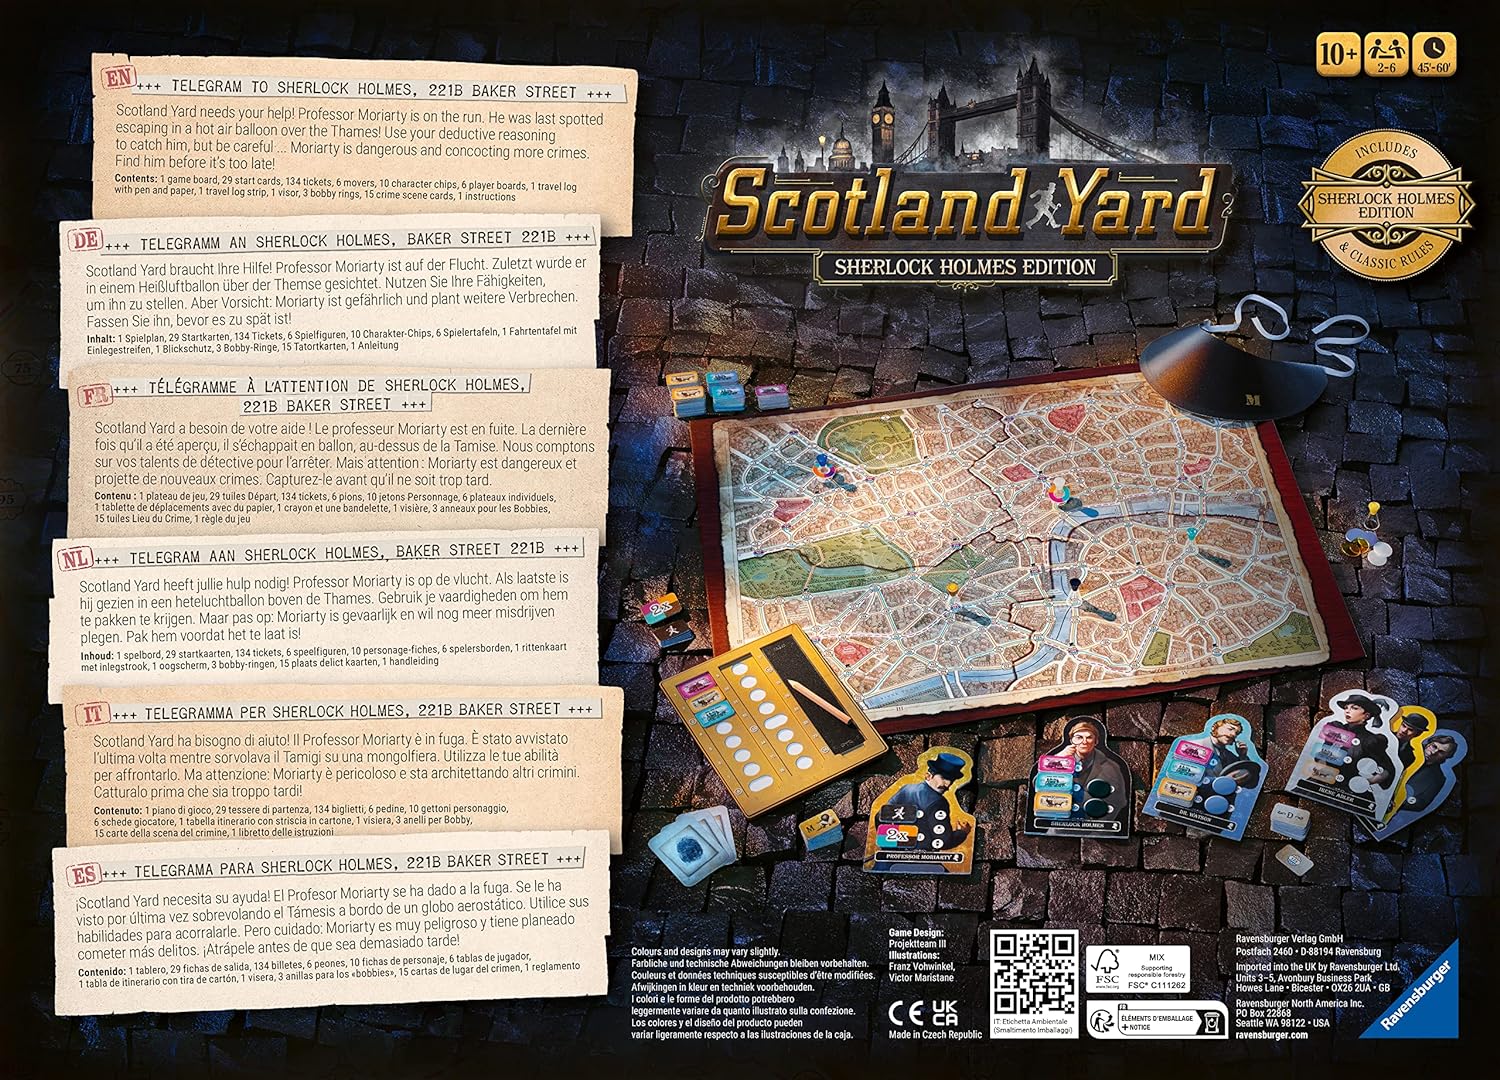 EN +++ TELEGRAM TO SHERLOCK HOLMES, 221B BAKER STREET +++
Scotland Yard needs your help! Professor Moriarty is on the run. He was last spotted
escaping in a hot air balloon over the Thames! Use your deductive reasoning
to catch him, but be careful ... Moriarty is dangerous and concocting more crimes.
Find him before it's too late!
Contents: 1 game board, 29 start cards, 134 tickets, 6 movers, 10 character chips, 6 player boards, 1 travel log
with pen and paper, 1 travel log strip, 1 visor, 3 bobby rings, 15 crime scene cards, 1 instructions
DE +++ TELEGRAMM AN SHERLOCK HOLMES, BAKER STREET 221B +++
Scotland Yard braucht Ihre Hilfe! Professor Moriarty ist auf der Flucht. Zuletzt wurde er
in einem Heißluftballon über der Themse gesichtet. Nutzen Sie Ihre Fähigkeiten,
um ihn zu stellen. Aber Vorsicht: Moriarty ist gefährlich und plant weitere Verbrechen.
Fassen Sie ihn, bevor es zu spät ist!
Inhalt: 1 Spielplan, 29 Startkarten, 134 Tickets, 6 Spielfiguren, 10 Charakter-Chips, 6 Spielertafeln, 1 Fahrtentafel mit
Einlegestreifen, 1 Blickschutz, 3 Bobby-Ringe, 15 Tatortkarten, 1 Anleitung
FR +++ TÉLÉGRAMME À L'ATTENTION DE SHERLOCK HOLMES,
221B BAKER STREET +++
Scotland Yard a besoin de votre aide ! Le professeur Moriarty est en fuite. La dernière
fois qu'il a été aperçu, il s'échappait en ballon, au-dessus de la Tamise. Nous comptons
sur vos talents de détective pour l'arrêter. Mais attention : Moriarty est dangereux et
projette de nouveaux crimes. Capturez-le avant qu'il ne soit trop tard.
Contenu : 1 plateau de jeu, 29 tuiles Départ, 134 tickets, 6 pions, 10 jetons Personnage, 6 plateaux individuels,
1 tablette de déplacements avec du papier, 1 crayon et une bandelette, 1 visière, 3 anneaux pour les Bobbies,
15 tuiles Lieu du Crime, 1 règle du jeu
NL +++ TELEGRAM AAN SHERLOCK HOLMES, BAKER STREET 221B +++
Scotland Yard heeft jullie hulp nodig! Professor Moriarty is op de vlucht. Als laatste is
hij gezien in een heteluchtballon boven de Thames. Gebruik je vaardigheden om hem
te pakken te krijgen. Maar pas op: Moriarty is gevaarlijk en wil nog meer misdrijven
plegen. Pak hem voordat het te laat is!
Inhoud: 1 spelbord, 29 startkaarten, 134 tickets, 6 speelfiguren, 10 personage-fiches, 6 spelersborden, 1 rittenkaart
met inlegstrook, 1 oogscherm, 3 bobby-ringen, 15 plaats delict kaarten, 1 handleiding
IT +++ TELEGRAMMA PER SHERLOCK HOLMES, 221B BAKER STREET +++
Scotland Yard ha bisogno di aiuto! Il Professor Moriarty è in fuga. È stato avvistato
l'ultima volta mentre sorvolava il Tamigi su una mongolfiera. Utilizza le tue abilità
per affrontarlo. Ma attenzione: Moriarty è pericoloso e sta architettando altri crimini.
Catturalo prima che sia troppo tardi!
Contenuto: 1 piano di gioco, 29 tessere di partenza, 134 biglietti, 6 pedine, 10 gettoni personaggio,
6 schede giocatore, 1 tabella itinerario con striscia in cartone, 1 visiera, 3 anelli per Bobby,
15 carte della scena del crimine, 1 libretto delle istruzioni
ES +++ TELEGRAMA PARA SHERLOCK HOLMES, 221B BAKER STREET +++
¡Scotland Yard necesita su ayuda! El Profesor Moriarty se ha dado a la fuga. Se le ha
visto por última vez sobrevolando el Támesis a bordo de un globo aerostático. Utilice sus
habilidades para acorralarle. Pero cuidado: Moriarty es muy peligroso y tiene planeado
cometer más delitos. ¡Atrápele antes de que sea demasiado tarde!
Contenido: 1 tablero, 29 fichas de salida, 134 billetes, 6 peones, 10 fichas de personaje, 6 tablas de jugador,
1 tabla de itinerario con tira de cartón, 1 visera, 3 anillas para los «bobbies», 15 cartas de lugar del crimen, 1 reglamento
10+
2-6
45'-60'
Scotland Yard
SHERLOCK HOLMES EDITION
INCLUDES
SHERLOCK HOLMES
EDITION
& CLASSIC RULES
M
2x
M
2x
PROFESSOR MORIARTY
SHERLOCK HOLMES
DR. WATSON
IRENE ADLER
D
Colours and designs may vary slightly.
Farbliche und technische Abweichungen bleiben vorbehalten.
Couleurs et données techniques susceptibles d'être modifiées.
Afwijkingen in kleur en techniek voorbehouden.
I colori e le forme del prodotto potrebbero
leggermente variare da quanto illustrato sulla confezione.
Los colores y el diseño del producto pueden
variar ligeramente respecto a las ilustraciones de la caja.
Game Design:
Projektteam III
Illustrations:
Franz Vohwinkel,
Victor Maristane
CE UK CA
Made in Czech Republic
IT: Etichetta Ambientale
(Smaltimento Imballaggi)
FSC
www.fsc.org
MIX
Supporting
responsible forestry
FSC® C111262
FR
ÉLÉMENTS D'EMBALLAGE
+ NOTICE
Ravensburger Verlag GmbH
Postfach 2460 • D-88194 Ravensburg
Imported into the UK by Ravensburger Ltd.
Units 3–5, Avonbury Business Park
Howes Lane • Bicester • OX26 2UA • GB
Ravensburger North America Inc.
PO Box 22868
Seattle WA 98122 • USA
ravensburger.com
Ravensburger